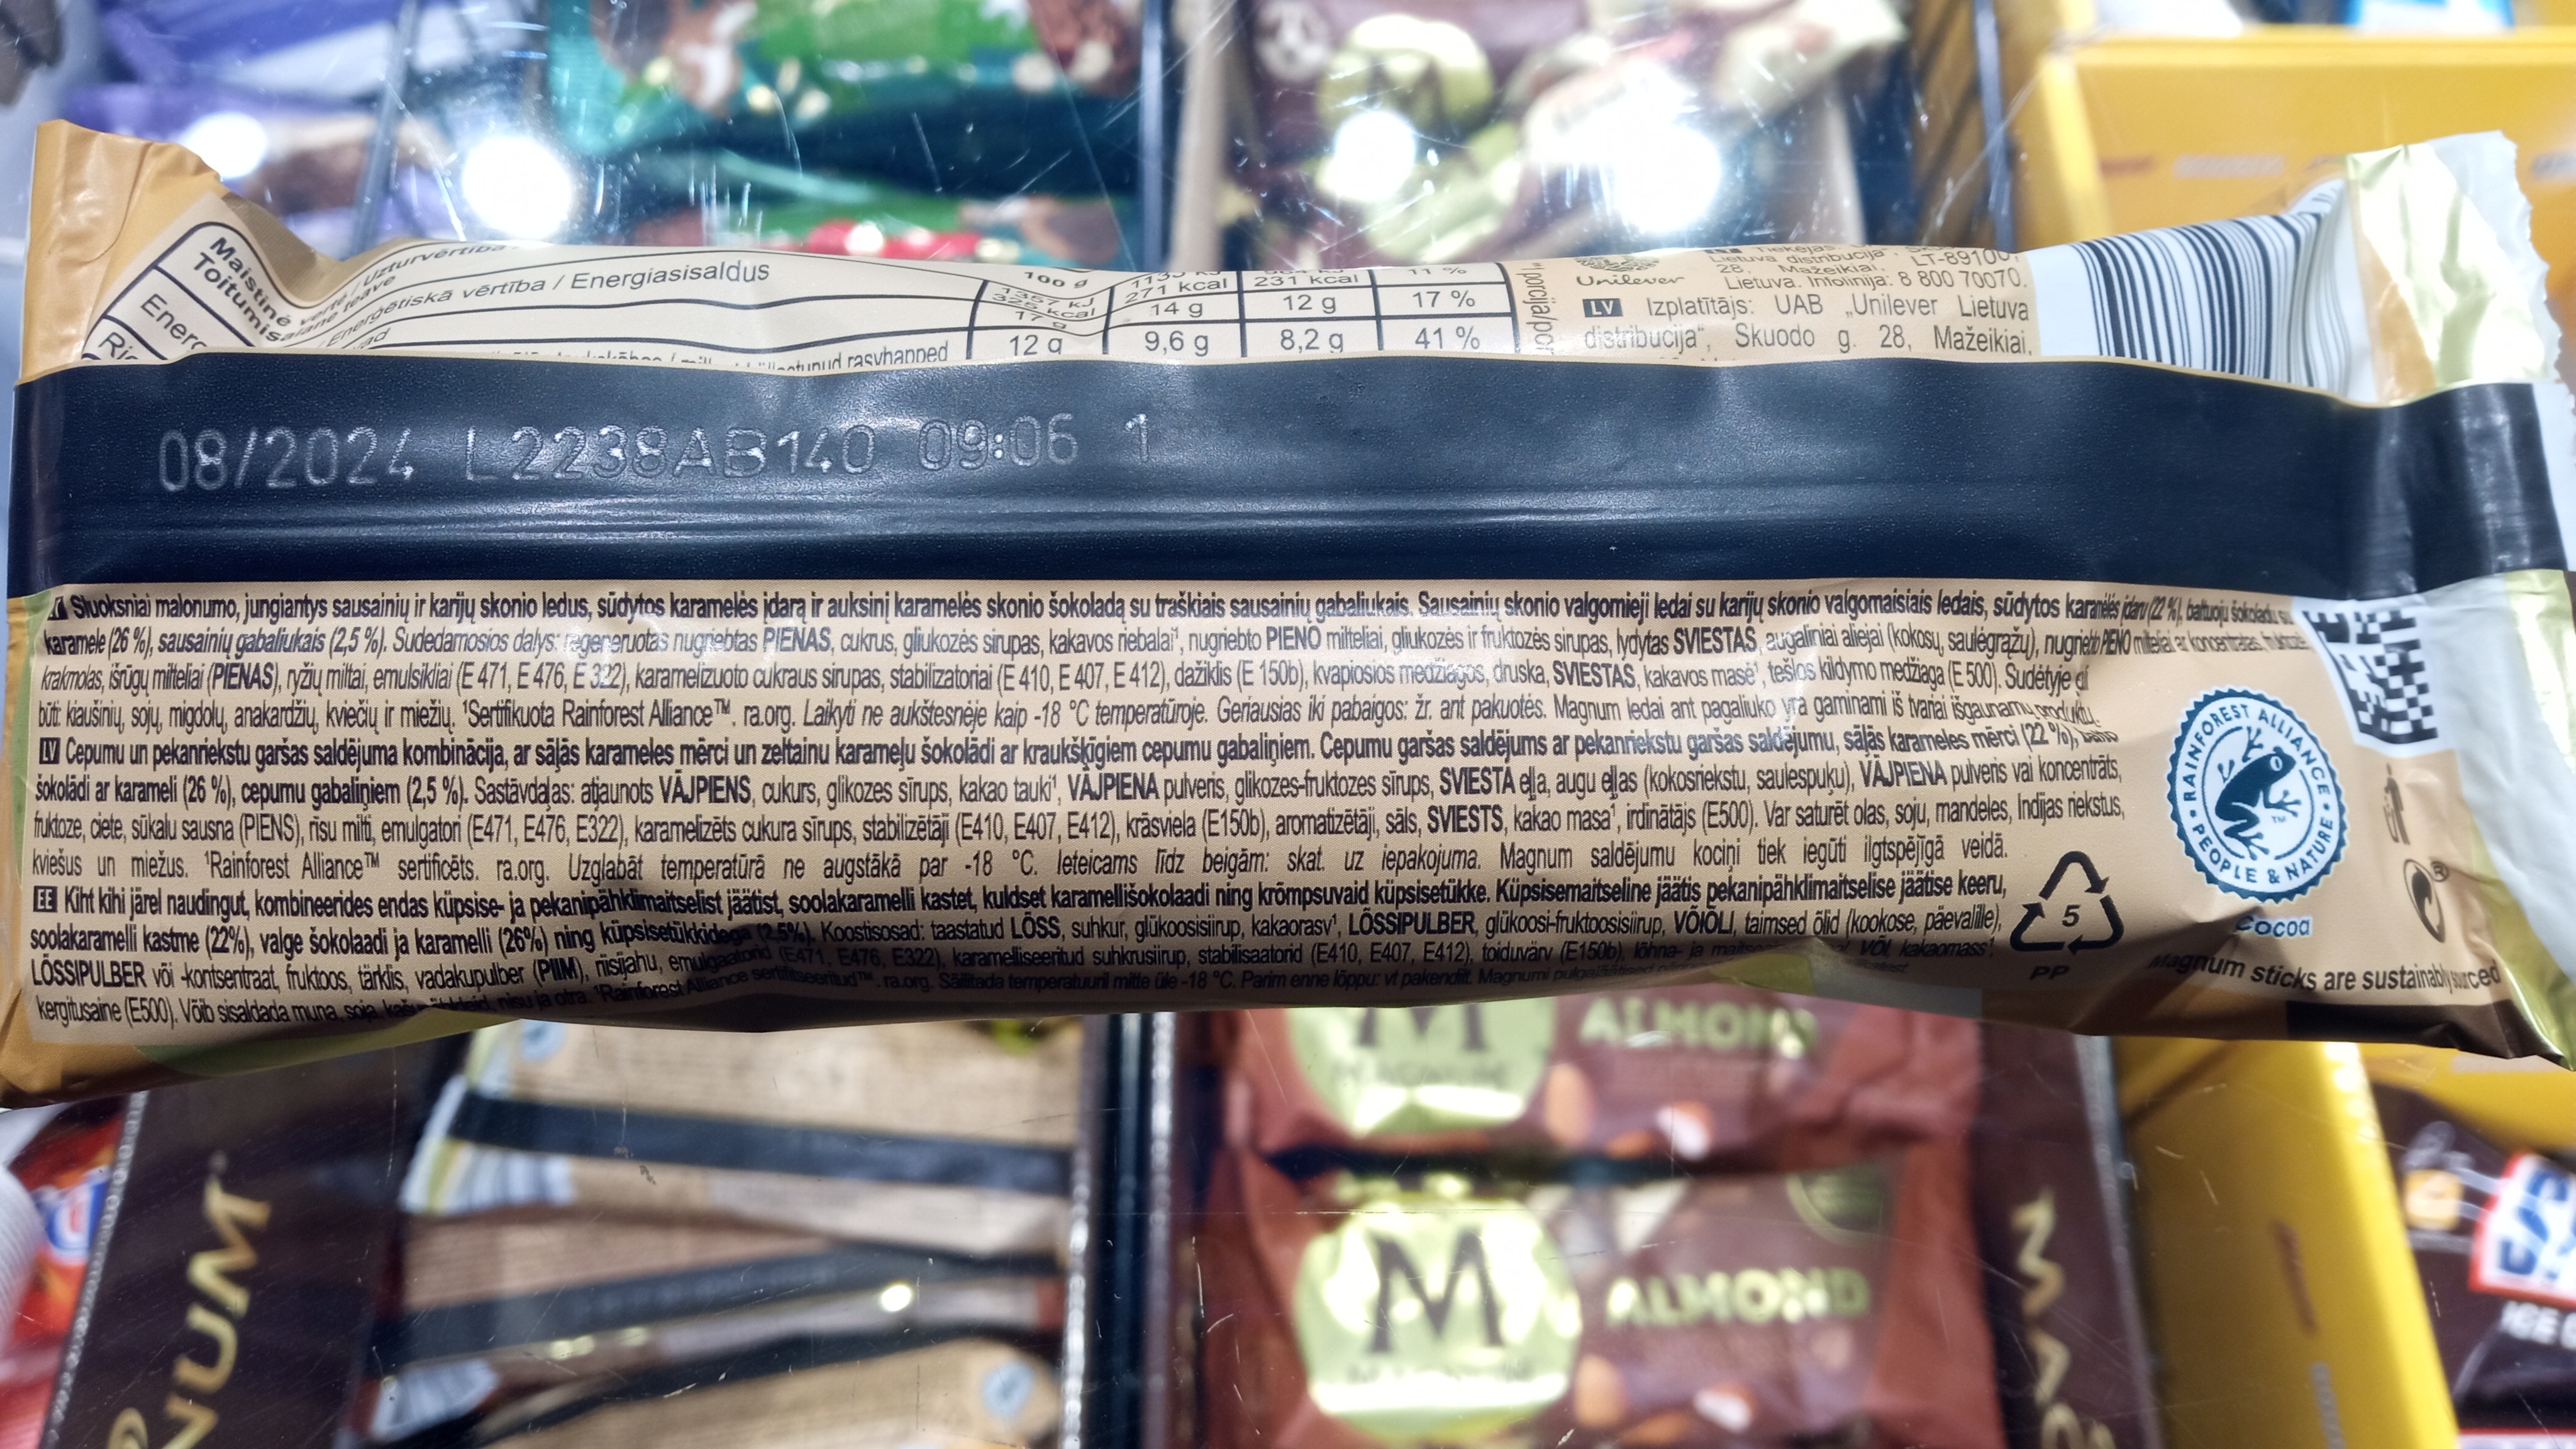 Maistinė vertė / Uzturvērtība
Toitumisalane teave
100 g
Energētiskā vērtība / Energiasisaldus
1357 kJ
325 kcal
271 kcal
231 kcal
11 %
17 g
14 g
12 g
17 %
rasvhapped
12 g
9,6 g
8,2 g
41 %
Unilever
Lietuva distribucija
28, Mažeikiai,
Lietuva. Infolinija: 8 800 70070.
LV Izplatītājs: UAB „Unilever Lietuva
distribucija“, Skuodo g. 28, Mažeikiai,
08/2024 L2238AB140 09:06 1
Sluoksniai malonumo, jungiantys sausainių ir karijų skonio ledus, sūdytos karamelės įdarą ir auksinį karamelės skonio šokoladą su traškiais sausainių gabaliukais. Sausainių skonio valgomieji ledai su karijų skonio valgomaisiais ledais, sūdytos karamelės įdaru (22 %), baltuoju šokoladu su
karamele (26 %), sausainių gabaliukais (2,5 %). Sudedamosios dalys: regeneruotas nugriebtas PIENAS, cukrus, gliukozės sirupas, kakavos riebalai¹, nugriebto PIENO milteliai, gliukozės ir fruktozės sirupas, lydytas SVIESTAS, augaliniai aliejai (kokosų, saulėgrąžų), nugriebto PIENO milteliai ar koncentratas, fruktozė,
krakmolas, išrūgų milteliai (PIENAS), ryžių miltai, emulsikliai (E 471, E 476, E 322), karamelizuoto cukraus sirupas, stabilizatoriai (E 410, E 407, E 412), dažiklis (E 150b), kvapiosios medžiagos, druska, SVIESTAS, kakavos masė¹, tešlos kildymo medžiaga (E 500). Sudėtyje gali
būti: kiaušinių, sojų, migdolų, anakardžių, kviečių ir miežių. ¹Sertifikuota Rainforest Alliance™. ra.org. Laikyti ne aukštesnėje kaip -18 °C temperatūroje. Geriausias iki pabaigos: žr. ant pakuotės. Magnum ledai ant pagaliuko yra gaminami iš tvariai išgaunamų produktų.
LV Cepumu un pekanriekstu garšas saldējuma kombinācija, ar sāļās karameles mērci un zeltainu karameļu šokolādi ar kraukšķīgiem cepumu gabaliņiem. Cepumu garšas saldējums ar pekanriekstu garšas saldējumu, sāļās karameles mērci (22 %), balto
šokolādi ar karameli (26 %), cepumu gabaliņiem (2,5 %). Sastāvdaļas: atjaunots VĀJPIENS, cukurs, glikozes sīrups, kakao tauki¹, VĀJPIENA pulveris, glikozes-fruktozes sīrups, SVIESTA eļļa, augu eļļas (kokosriekstu, saulespuķu), VĀJPIENA pulveris vai koncentrāts,
fruktoze, ciete, sūkalu sausna (PIENS), rīsu milti, emulgatori (E471, E476, E322), karamelizēts cukura sīrups, stabilizētāji (E410, E407, E412), krāsviela (E150b), aromatizētāji, sāls, SVIESTS, kakao masa¹, irdinātājs (E500). Var saturēt olas, soju, mandeles, Indijas riekstus,
kviešus un miežus. ¹Rainforest Alliance™ sertificēts. ra.org. Uzglabāt temperatūrā ne augstākā par -18 °C. Ieteicams līdz beigām: skat. uz iepakojuma. Magnum saldējumu kociņi tiek iegūti ilgtspējīgā veidā.
EE Kiht kihi järel naudingut, kombineerides endas küpsise- ja pekanipähklimaitselist jäätist, soolakaramelli kastet, kuldset karamellišokolaadi ning krõmpsuvaid küpsisetükke. Küpsisemaitseline jäätis pekanipähklimaitselise jäätise keeru,
soolakaramelli kastme (22%), valge šokolaadi ja karamelli (26%) ning küpsisetükkidega (2,5%). Koostisosad: taastatud LÕSS, suhkur, glükoosisiirup, kakaorasv¹, LÕSSIPULBER, glükoosi-fruktoosisiirup, VÕIÕLI, taimsed õlid (kookose, päevalille),
LÕSSIPULBER või -kontsentraat, fruktoos, tärklis, vadakupulber (PIIM), riisijahu, emulgaatorid (E471, E476, E322), karamelliseeritud suhkrusiirup, stabilisaatorid (E410, E407, E412), toiduvärv (E150b), lõhna- ja VÕI, kakaomass¹,
kergitusaine (E500). Võib sisaldada muna, soja, nisu ja otra. ¹Rainforest Alliance sertifitseeritud™. ra.org. Säilitada temperatuuril mitte üle -18 °C. Parim enne lõppu: vt pakendilt.
RAINFOREST ALLIANCE
PEOPLE & NATURE
TM
Cocoa
5
PP
Magnum sticks are sustainably sourced
ALMOND
M
ALMOND
NUM
MAG
ICE